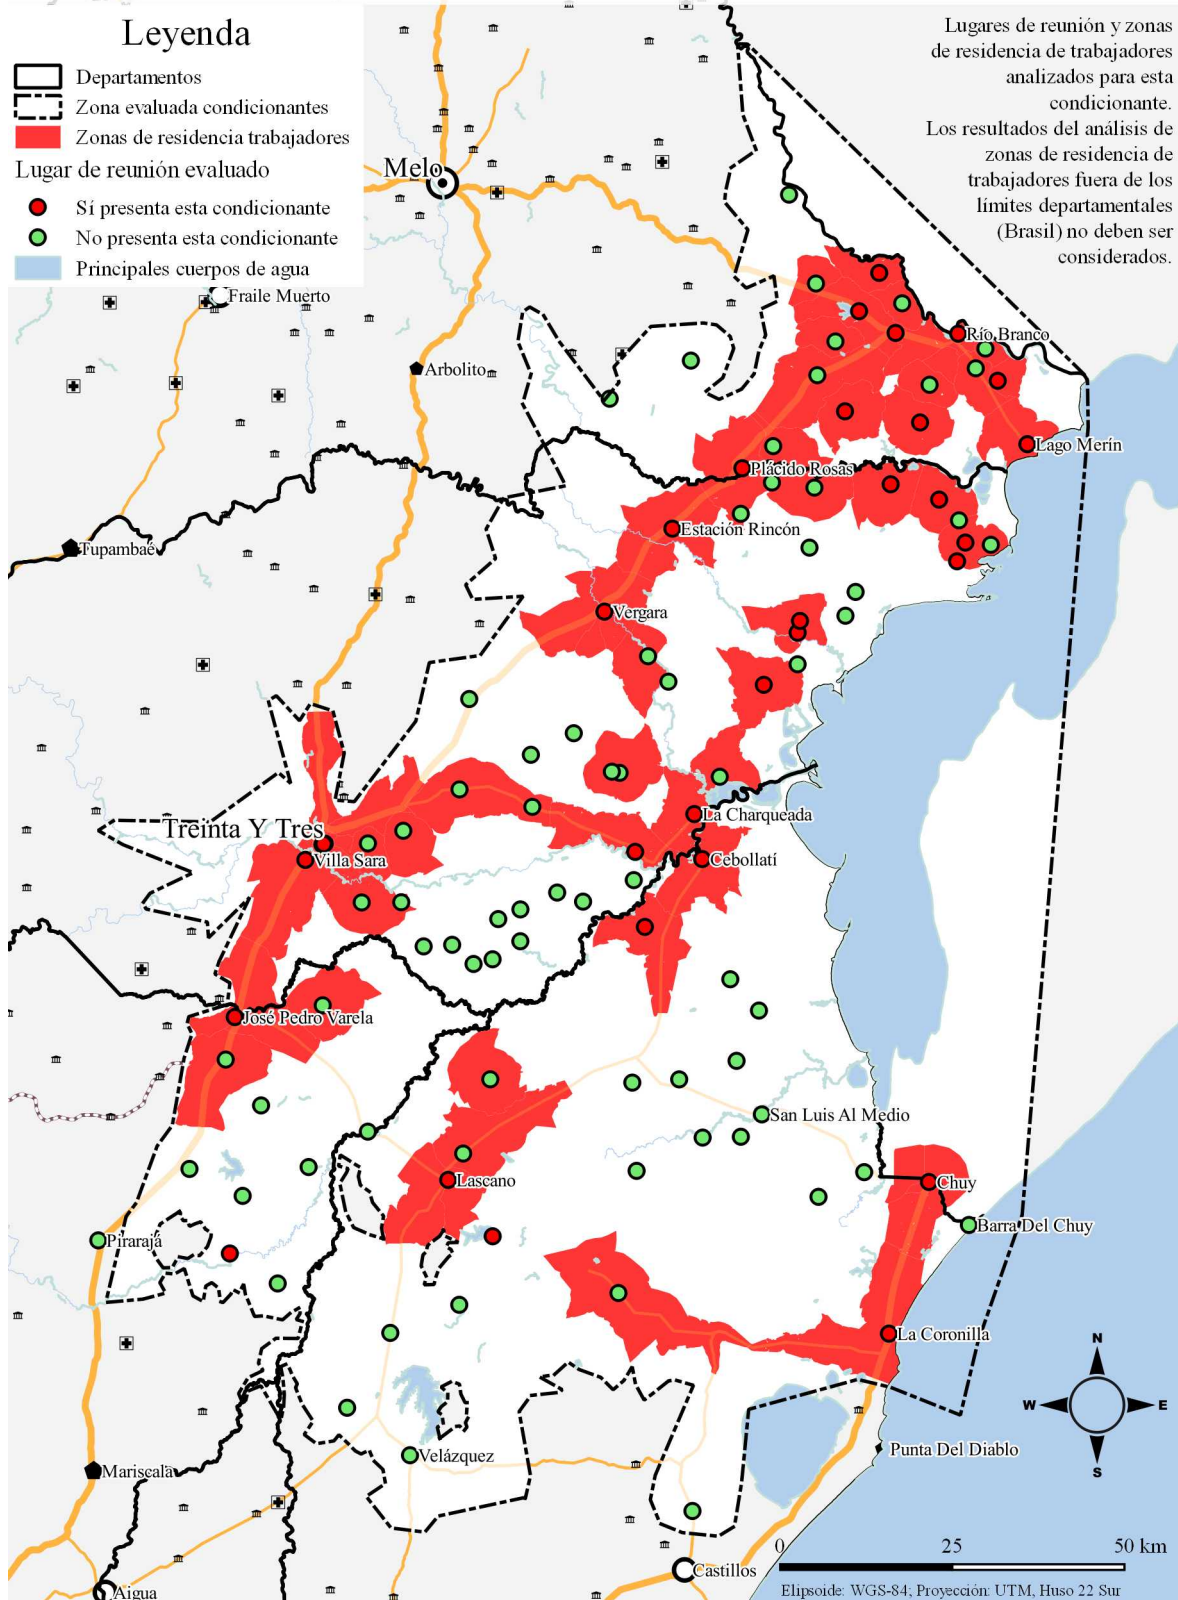 Leyenda
Departamentos
Zona evaluada condicionantes
Zonas de residencia trabajadores
Lugar de reunión evaluado
Sí presenta esta condicionante
No presenta esta condicionante
Principales cuerpos de agua
Lugares de reunión y zonas
de residencia de trabajadores
analizados para esta
condicionante.
Los resultados del análisis de
zonas de residencia de
trabajadores fuera de los
límites departamentales
(Brasil) no deben ser
considerados.
Melo
Fraile Muerto
Río Branco
Arbolito
Lago Merín
Plácido Rosas
Estación Rincón
Tupambaé
Vergara
La Charqueada
Treinta Y Tres
Villa Sara
Cebollatí
José Pedro Varela
San Luis Al Medio
Lascano
Chuy
Barra Del Chuy
Pirarajá
La Coronilla
N
W
E
S
Punta Del Diablo
Velázquez
Mariscala
0
25
50 km
Castillos
Aigua
Elipsoide: WGS-84; Proyección: UTM, Huso 22 Sur